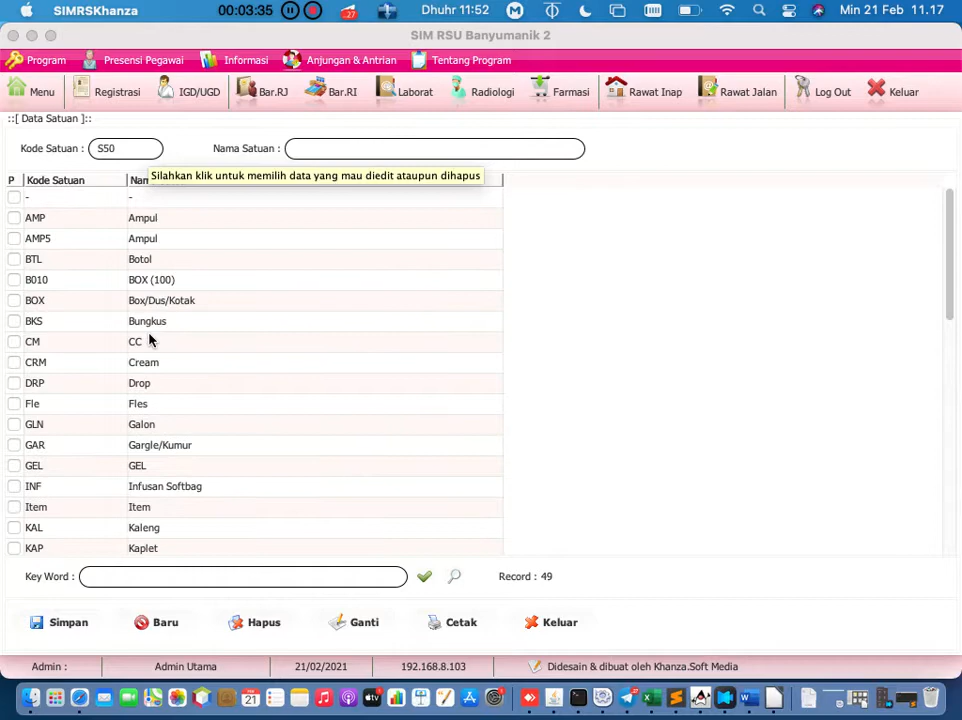 SIMRSKhanza 00:03:35 27 Dhuhr 11:52 Min 21 Feb 11.17
SIM RSU Banyumanik 2
Program Presensi Pegawai Informasi Anjungan & Antrian Tentang Program
Menu Registrasi IGD/UGD Bar.RJ Bar.RI Laborat Radiologi Farmasi Rawat Inap Rawat Jalan Log Out Keluar
::[ Data Satuan ]::
Kode Satuan : S50 Nama Satuan :
Silahkan klik untuk memilih data yang mau diedit ataupun dihapus
P Kode Satuan
- -
AMP Ampul
AMP5 Ampul
BTL Botol
B010 BOX (100)
BOX Box/Dus/Kotak
BKS Bungkus
CM CC
CRM Cream
DRP Drop
Fle Fles
GLN Galon
GAR Gargle/Kumur
GEL GEL
INF Infusan Softbag
Item Item
KAL Kaleng
KAP Kaplet
Key Word : Record : 49
Simpan Baru Hapus Ganti Cetak Keluar
Admin : Admin Utama 21/02/2021 192.168.8.103 Didesain & dibuat oleh Khanza.Soft Media